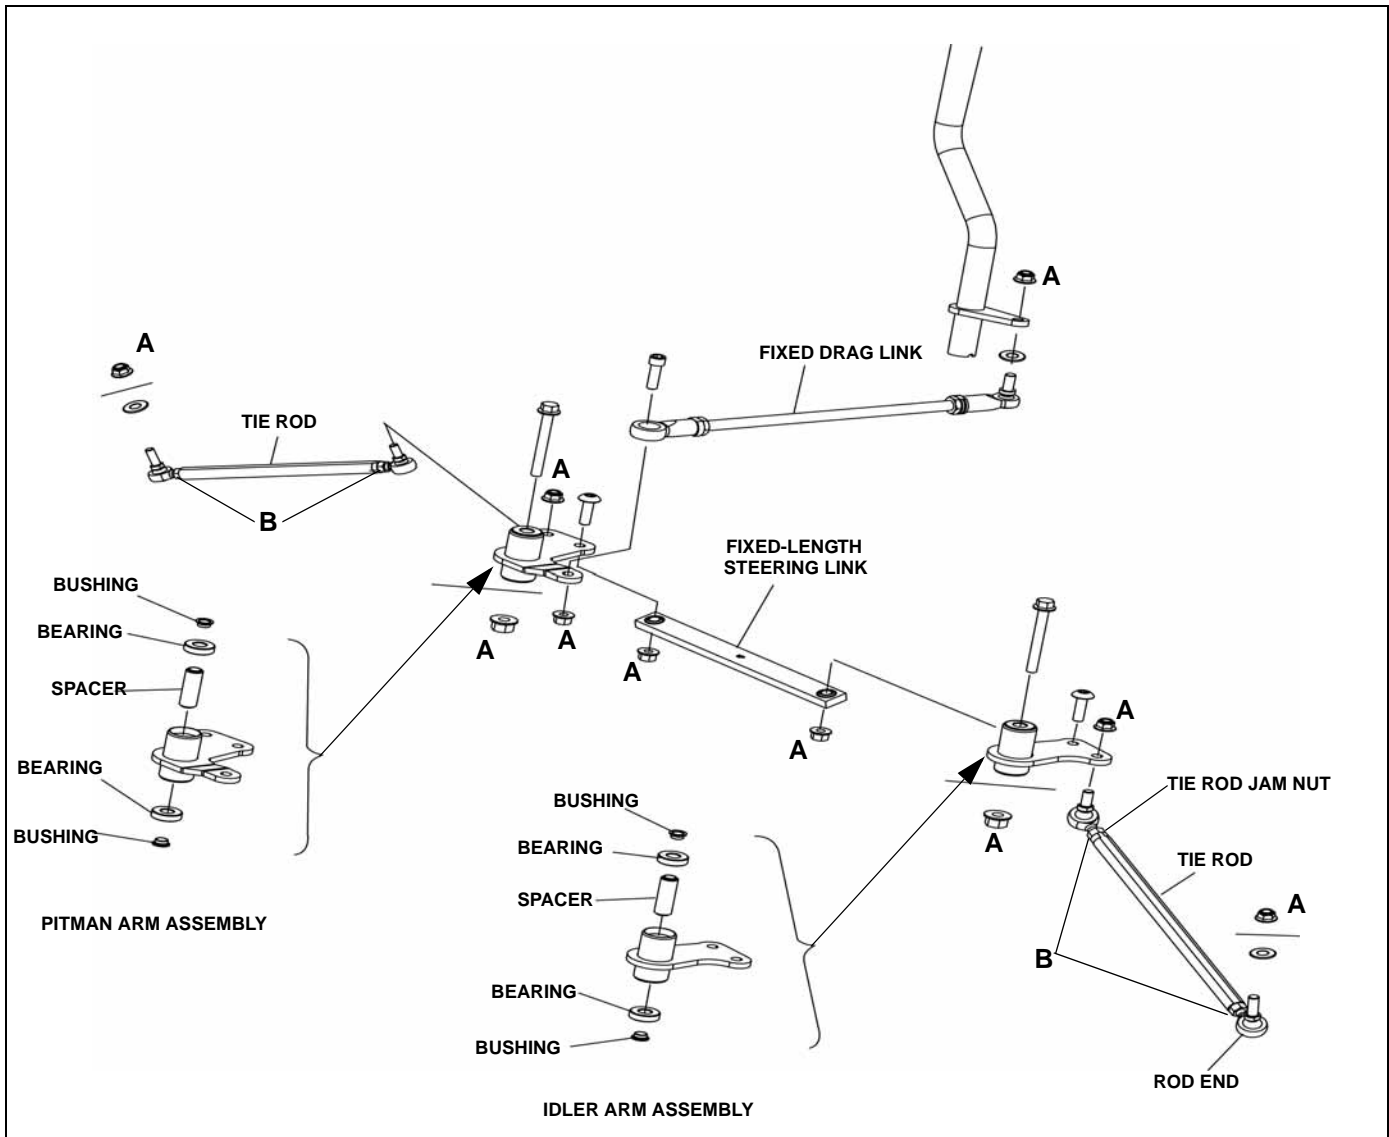 A
A
FIXED DRAG LINK
TIE ROD
A
B
FIXED-LENGTH
STEERING LINK
BUSHING
BEARING
A
A
A
SPACER
A
A
BEARING
TIE ROD JAM NUT
BUSHING
BUSHING
BEARING
A
TIE ROD
SPACER
A
PITMAN ARM ASSEMBLY
B
BEARING
BUSHING
ROD END
IDLER ARM ASSEMBLY